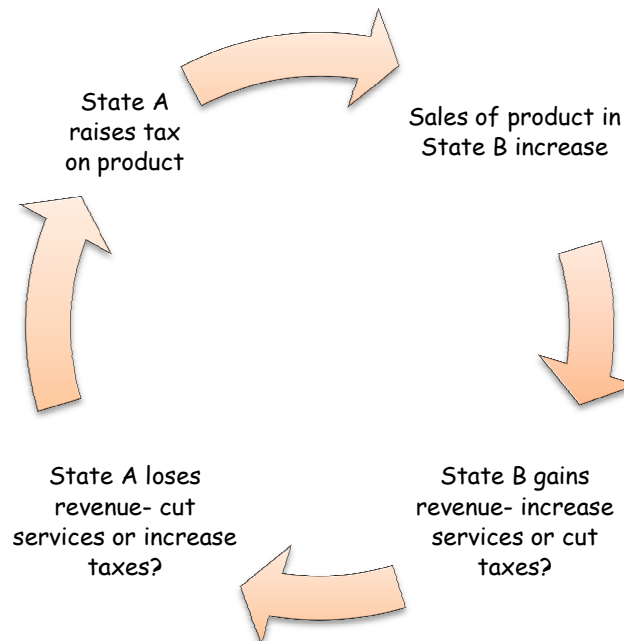 State A
raises tax
on product
Sales of product in
State B increase
State B gains
revenue- increase
services or cut
taxes?
State A loses
revenue- cut
services or increase
taxes?